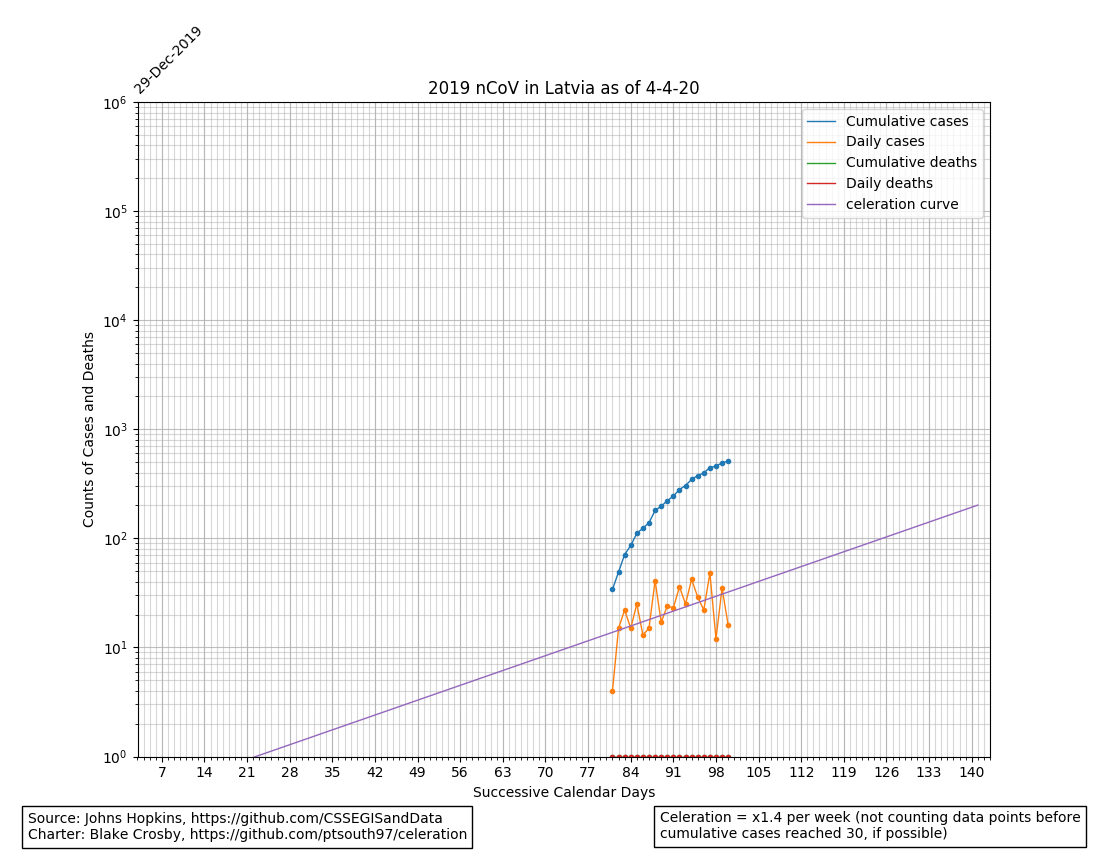 29-Dec-2019
2019 nCoV in Latvia as of 4-4-20
Cumulative cases
Daily cases
Cumulative deaths
Daily deaths
celeration curve
Counts of Cases and Deaths
10^6
10^5
10^4
10^3
10^2
10^1
10^0
7 14 21 28 35 42 49 56 63 70 77 84 91 98 105 112 119 126 133 140
Successive Calendar Days
Source: Johns Hopkins, https://github.com/CSSEGISandData
Charter: Blake Crosby, https://github.com/ptsouth97/celeration
Celeration = x1.4 per week (not counting data points before
cumulative cases reached 30, if possible)